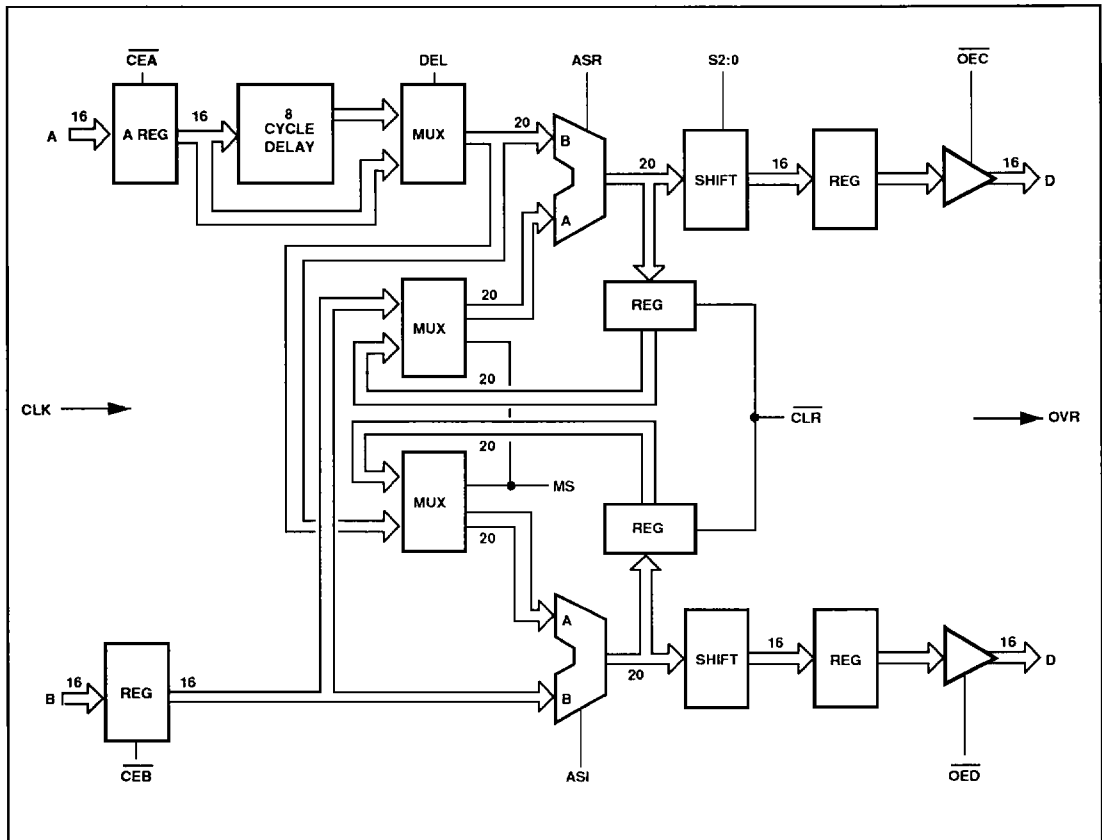 CEA
DEL
ASR
S2:0
OEC
A
16
A REG
16
8
CYCLE
DELAY
MUX
20
B
A
20
SHIFT
16
REG
16
D
MUX
20
20
REG
CLK
CLR
OVR
20
MUX
20
MS
REG
B
16
REG
16
CEB
A
B
20
SHIFT
16
REG
16
D
ASI
OED